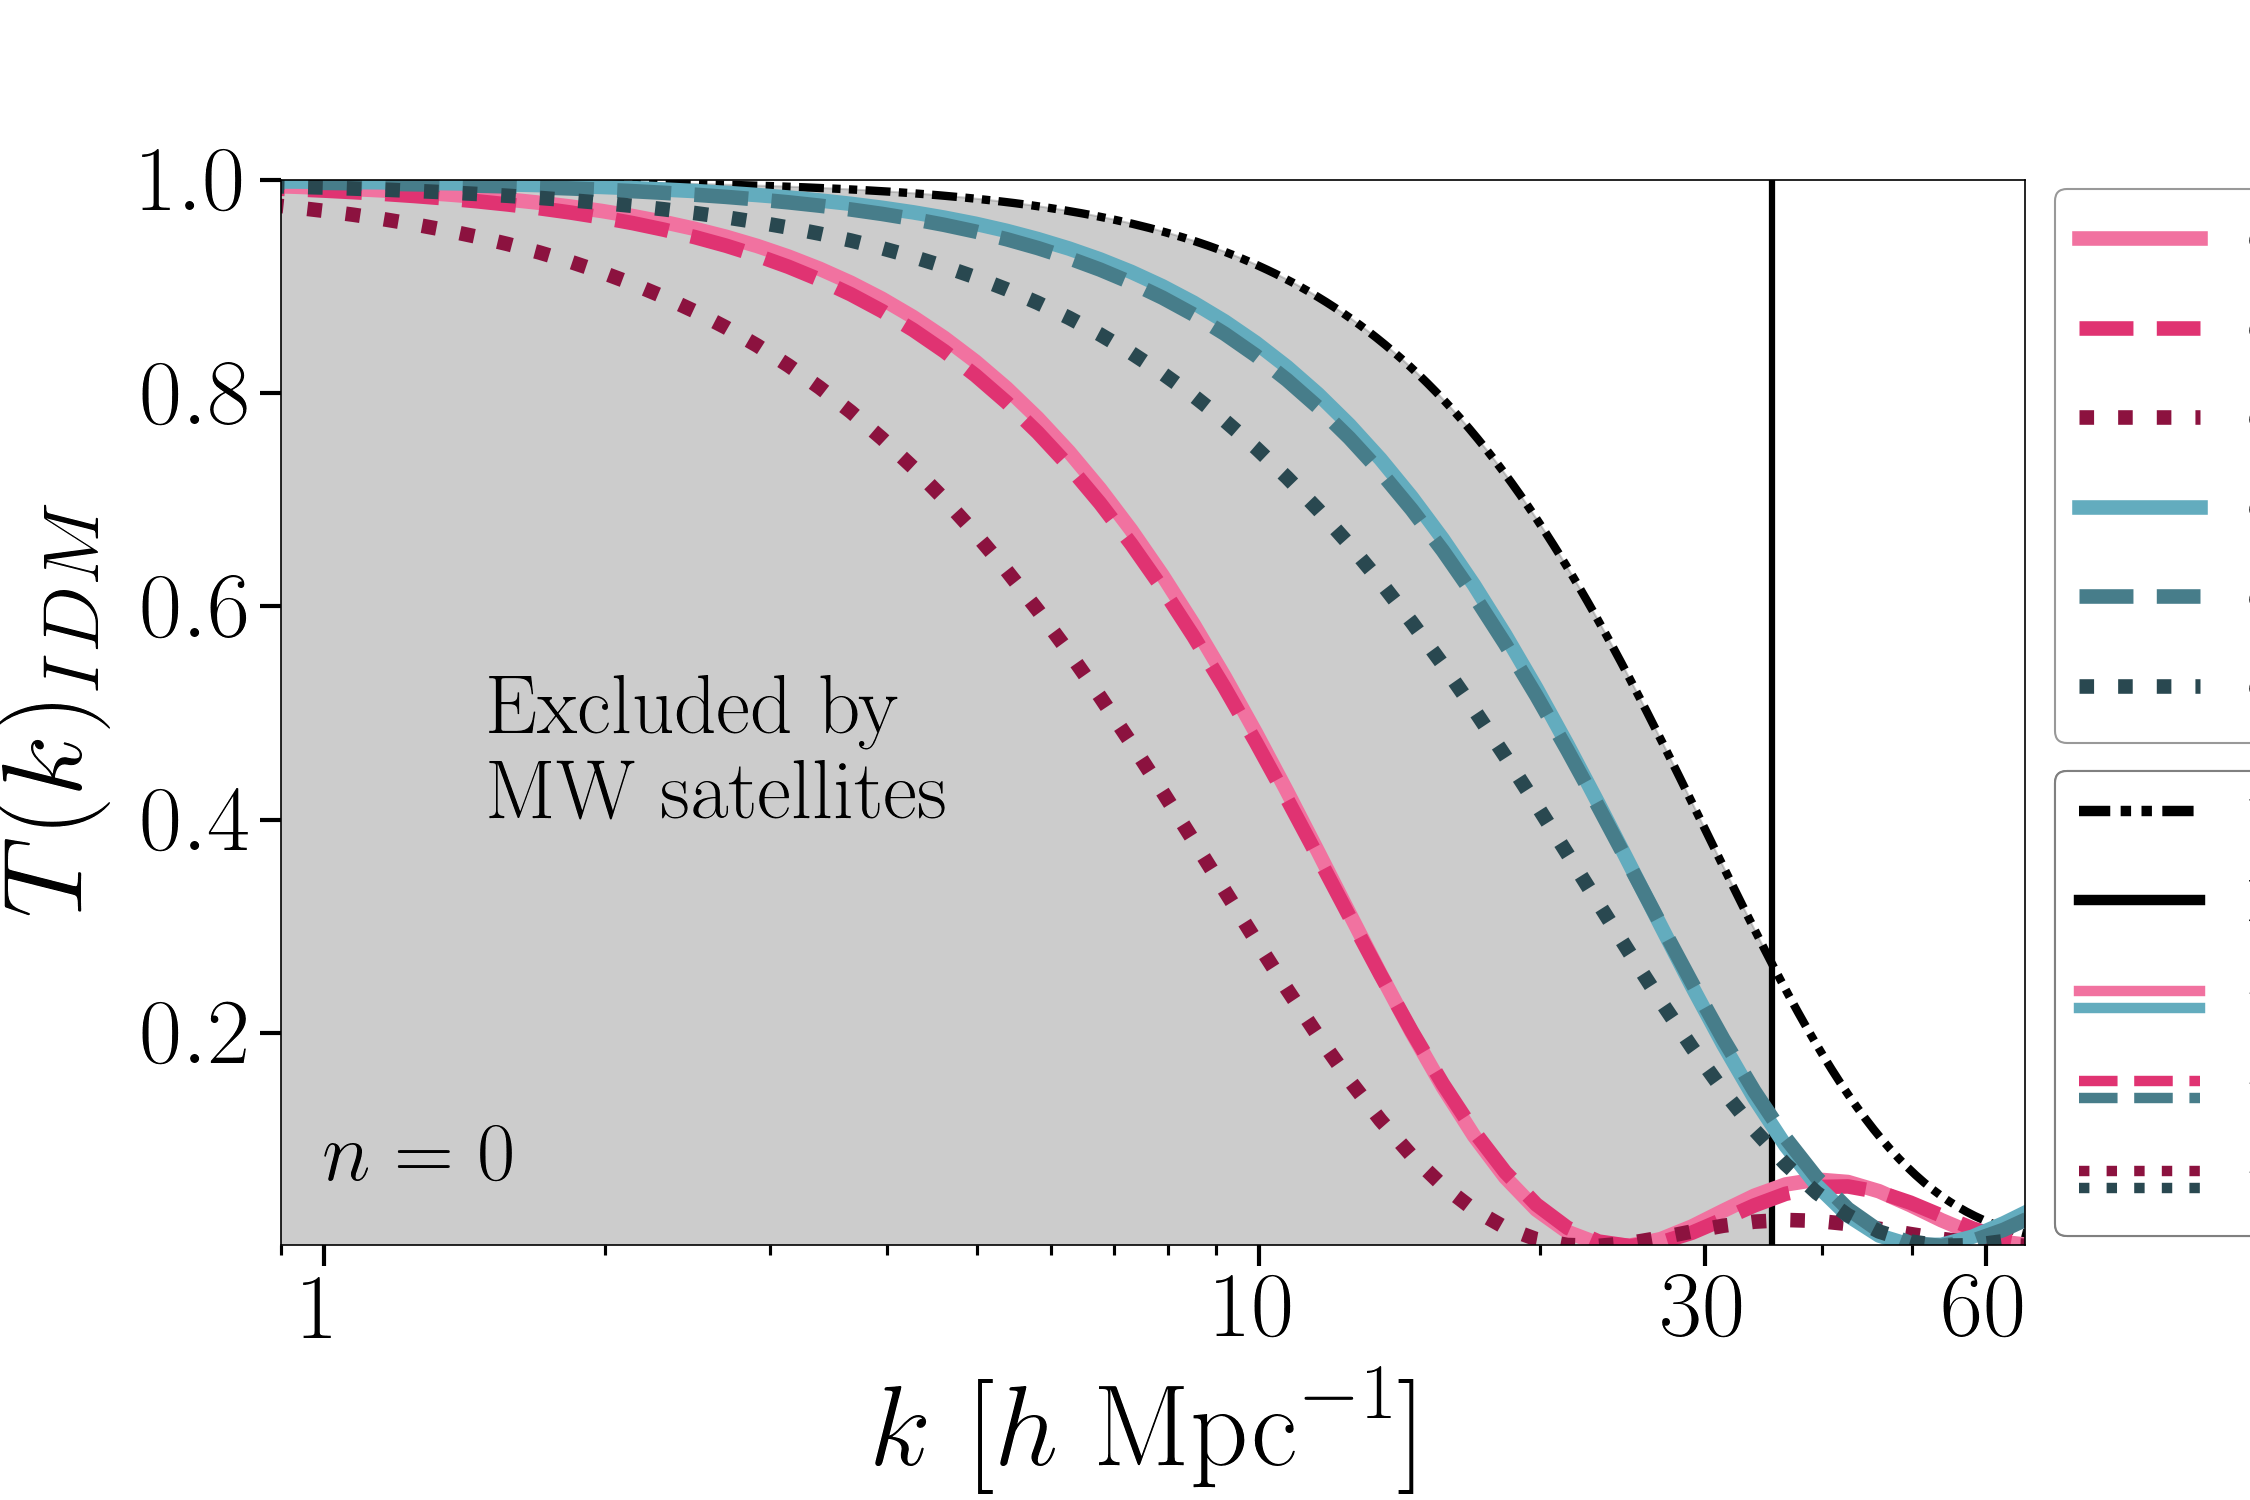 1.0
0.8
0.6
0.4
0.2
T(k)_{IDM}
Excluded by
MW satellites
n = 0
1 10 30 60
k [h Mpc^{−1}]